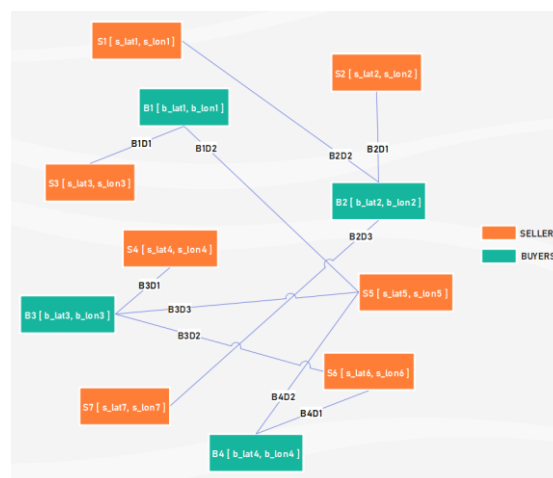 S1 [ s_lat1, s_lon1 ]
S2 [ s_lat2, s_lon2 ]
B1 [ b_lat1, b_lon1 ]
B1D1
B1D2
B2D2
B2D1
S3 [ s_lat3, s_lon3 ]
B2 [ b_lat2, b_lon2 ]
SELLER
B2D3
S4 [ s_lat4, s_lon4 ]
BUYERS
B3D1
S5 [ s_lat5, s_lon5 ]
B3 [ b_lat3, b_lon3 ]
B3D3
B3D2
S6 [ s_lat6, s_lon6 ]
B4D2
S7 [ s_lat7, s_lon7 ]
B4D1
B4 [ b_lat4, b_lon4 ]